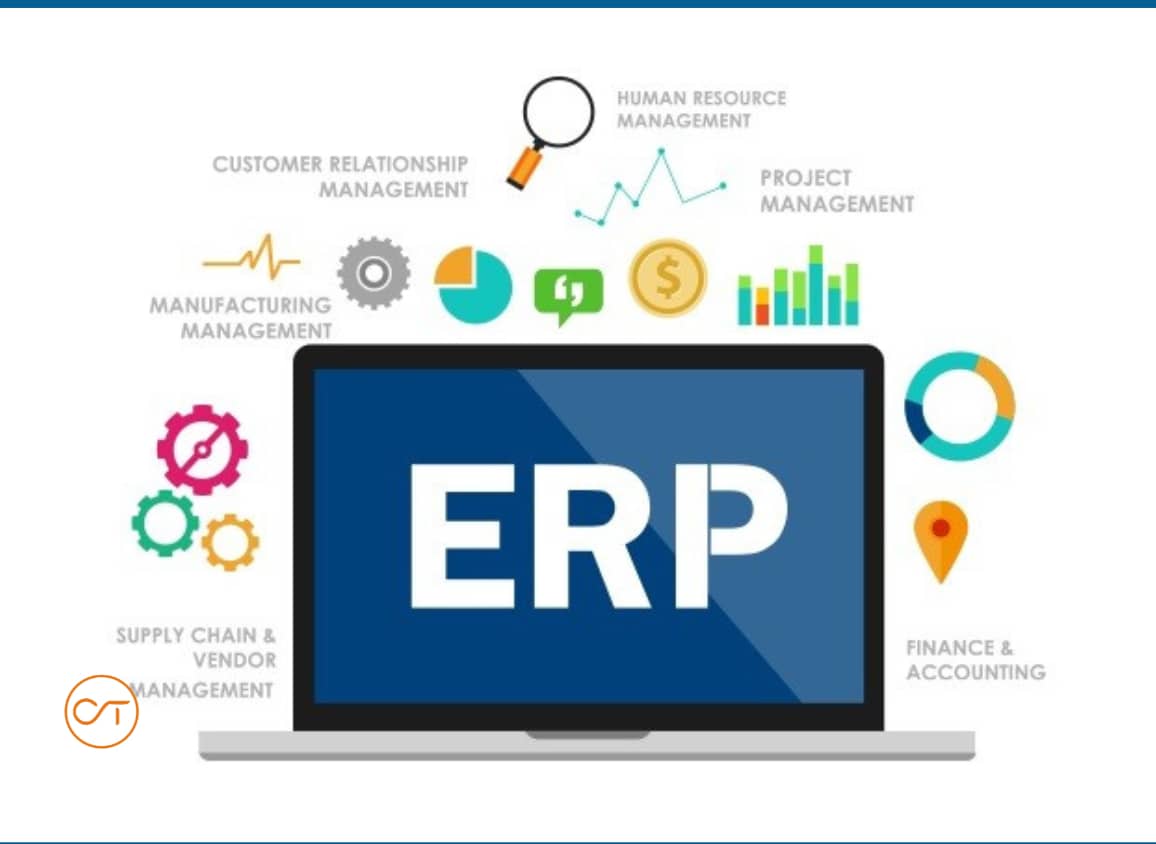 HUMAN RESOURCE
MANAGEMENT
CUSTOMER RELATIONSHIP
MANAGEMENT
PROJECT
MANAGEMENT
$
MANUFACTURING
MANAGEMENT
ERP
SUPPLY CHAIN &
VENDOR
MANAGEMENT
FINANCE &
ACCOUNTING